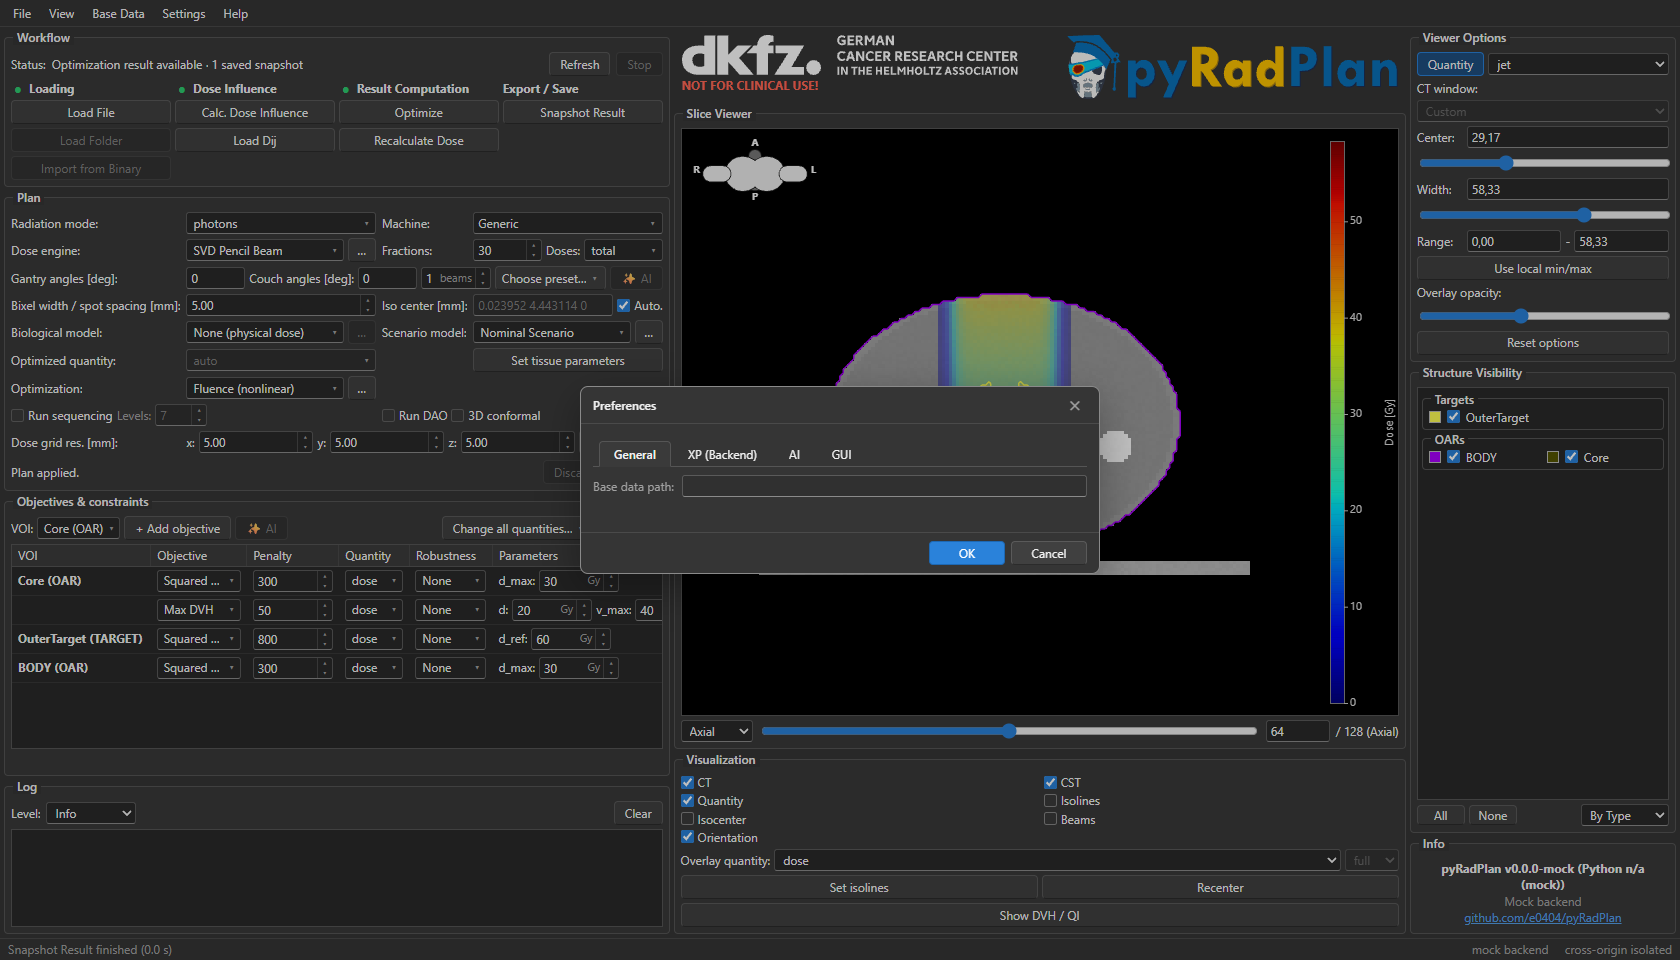 File View Base Data Settings Help
Workflow
Status: Optimization result available · 1 saved snapshot Refresh Stop
Loading Dose Influence Result Computation Export / Save
Load File Calc. Dose Influence Optimize Snapshot Result
Load Folder Load Dij Recalculate Dose
Import from Binary
Plan
Radiation mode: photons Machine: Generic
Dose engine: SVD Pencil Beam ... Fractions: 30 Doses: total
Gantry angles [deg]: 0 Couch angles [deg]: 0 1 beams Choose preset... AI
Bixel width / spot spacing [mm]: 5.00 Iso center [mm]: 0.023952 4.443114 0 Auto.
Biological model: None (physical dose) ... Scenario model: Nominal Scenario ...
Optimized quantity: auto Set tissue parameters
Optimization: Fluence (nonlinear) ...
Run sequencing Levels: 7 Run DAO 3D conformal
Dose grid res. [mm]: x: 5.00 y: 5.00 z: 5.00
Plan applied. Disca
Objectives & constraints
VOI: Core (OAR) + Add objective AI Change all quantities...
VOI Objective Penalty Quantity Robustness Parameters
Core (OAR) Squared ... 300 dose None d_max: 30 Gy
Max DVH 50 dose None d: 20 Gy v_max: 40
OuterTarget (TARGET) Squared ... 800 dose None d_ref: 60 Gy
BODY (OAR) Squared ... 300 dose None d_max: 30 Gy
Log
Level: Info Clear
Snapshot Result finished (0.0 s)
dkfz.
GERMAN
CANCER RESEARCH CENTER
IN THE HELMHOLTZ ASSOCIATION
NOT FOR CLINICAL USE!
pyRadPlan
Slice Viewer
A
R L
P
50
40
30
20
10
0
Dose [Gy]
Preferences
General XP (Backend) AI GUI
Base data path:
OK Cancel
Axial 64 / 128 (Axial)
Visualization
CT CST
Quantity Isolines
Isocenter Beams
Orientation
Overlay quantity: dose full
Set isolines Recenter
Show DVH / QI
Viewer Options
Quantity jet
CT window:
Custom
Center: 29,17
Width: 58,33
Range: 0,00 - 58,33
Use local min/max
Overlay opacity:
Reset options
Structure Visibility
Targets
OuterTarget
OARs
BODY Core
All None By Type
Info
pyRadPlan v0.0.0-mock (Python n/a
(mock))
Mock backend
github.com/e0404/pyRadPlan
mock backend cross-origin isolated